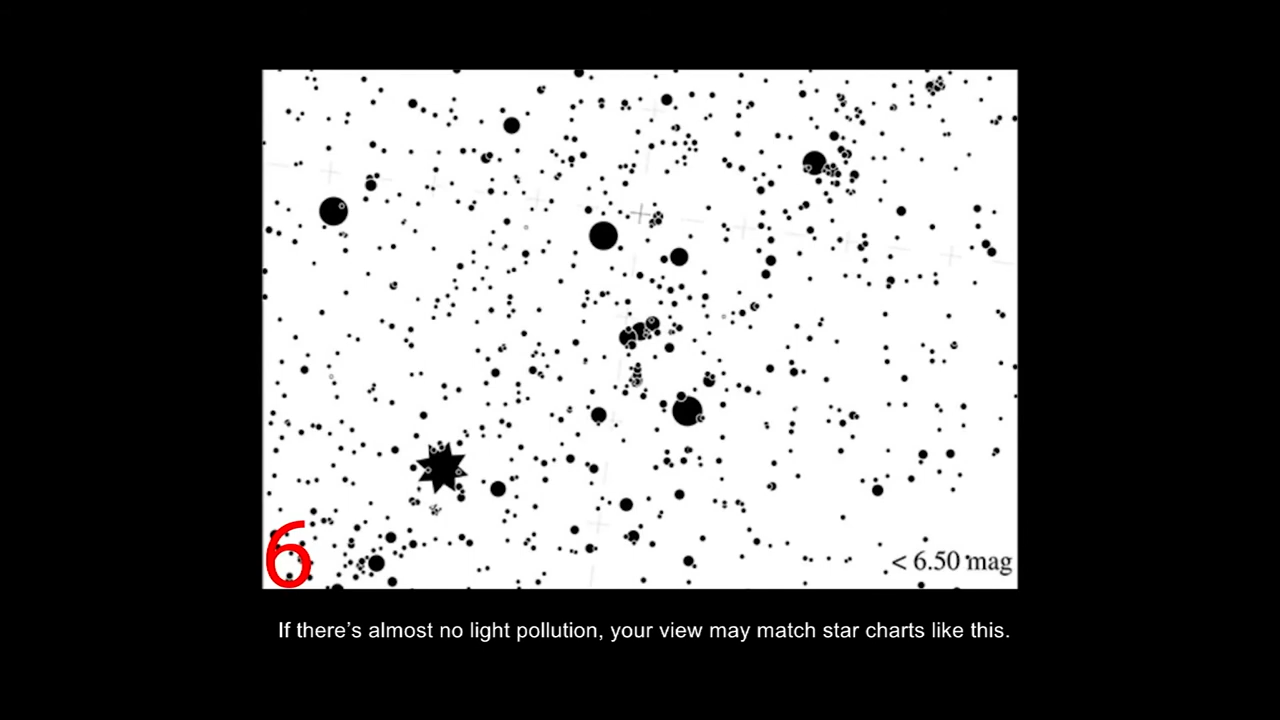 6
< 6.50 mag
If there's almost no light pollution, your view may match star charts like this.